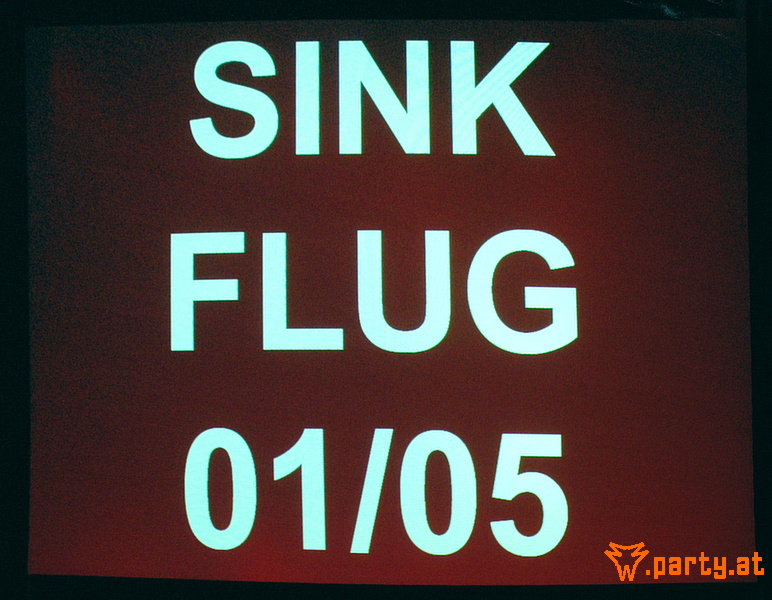 SINK
FLUG
01/05
w.party.at